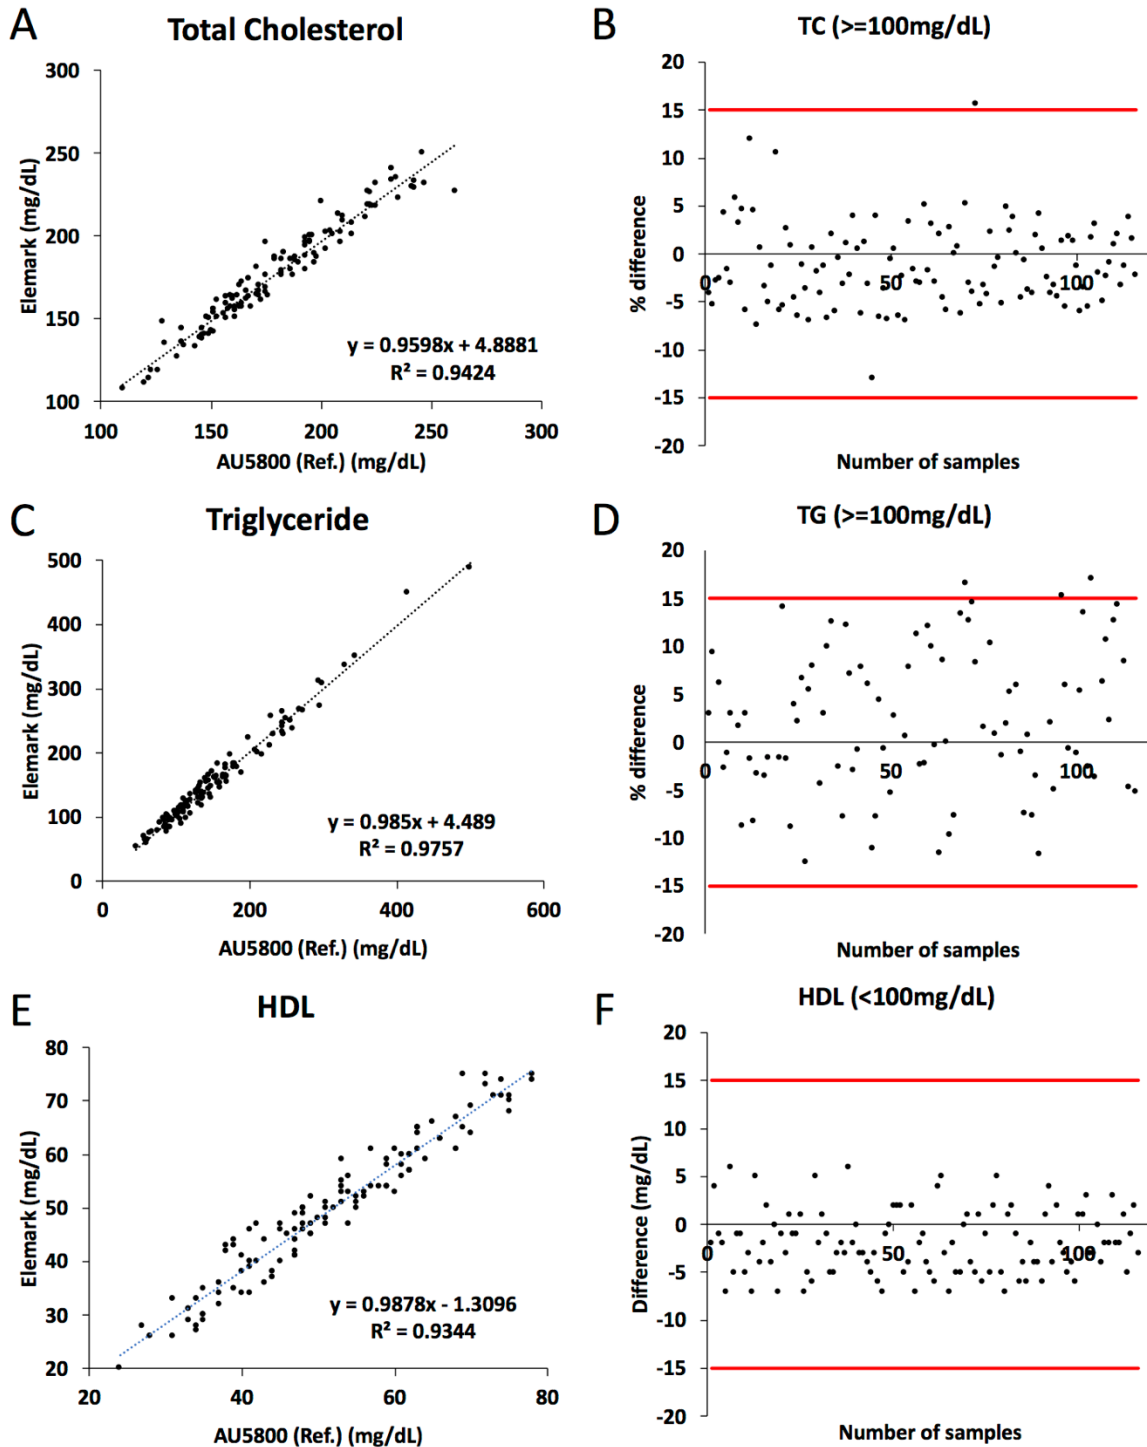 A
Total Cholesterol
300
250
200
150
100
Elemark (mg/dL)
y = 0.9598x + 4.8881
R² = 0.9424
100 150 200 250 300
AU5800 (Ref.) (mg/dL)
B
TC (>=100mg/dL)
20
15
10
5
0
-5
-10
-15
-20
% difference
0 50 100
Number of samples
C
Triglyceride
500
400
300
200
100
0
Elemark (mg/dL)
y = 0.985x + 4.489
R² = 0.9757
0 200 400 600
AU5800 (Ref.) (mg/dL)
D
TG (>=100mg/dL)
20
15
10
5
0
-5
-10
-15
-20
% difference
0 50 100
Number of samples
E
HDL
80
70
60
50
40
30
20
Elemark (mg/dL)
y = 0.9878x - 1.3096
R² = 0.9344
20 40 60 80
AU5800 (Ref.) (mg/dL)
F
HDL (<100mg/dL)
20
15
10
5
0
-5
-10
-15
-20
Difference (mg/dL)
0 50 100
Number of samples